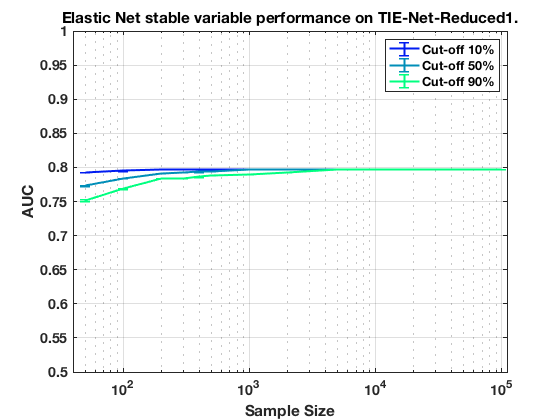 Elastic Net stable variable performance on TIE-Net-Reduced1.
1
0.95
0.9
0.85
0.8
0.75
0.7
0.65
0.6
0.55
0.5
AUC
Cut-off 10%
Cut-off 50%
Cut-off 90%
10^2 10^3 10^4 10^5
Sample Size